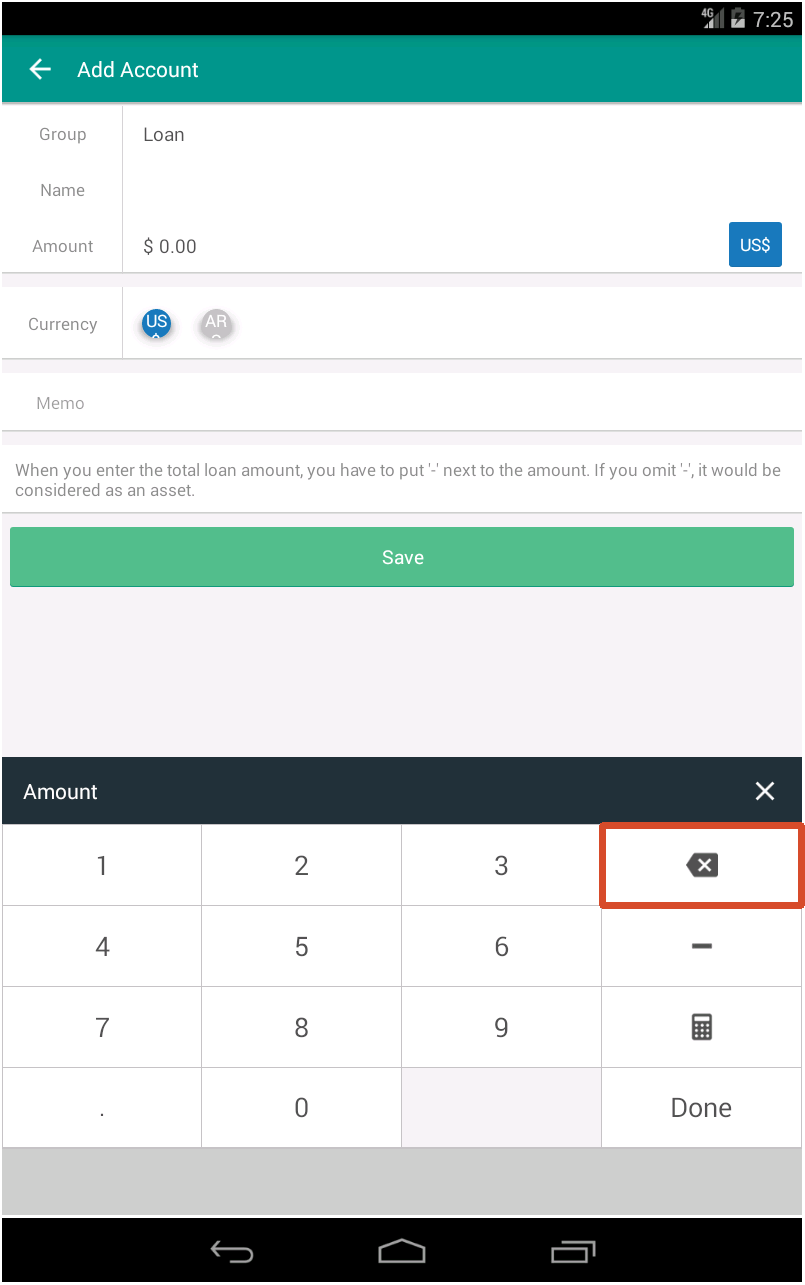 4G 7:25
Add Account
Group Loan
Name
Amount $ 0.00 US$
Currency US AR
Memo
When you enter the total loan amount, you have to put '-' next to the amount. If you omit '-', it would be
considered as an asset.
Save
Amount
1 2 3
4 5 6 -
7 8 9
. 0 Done